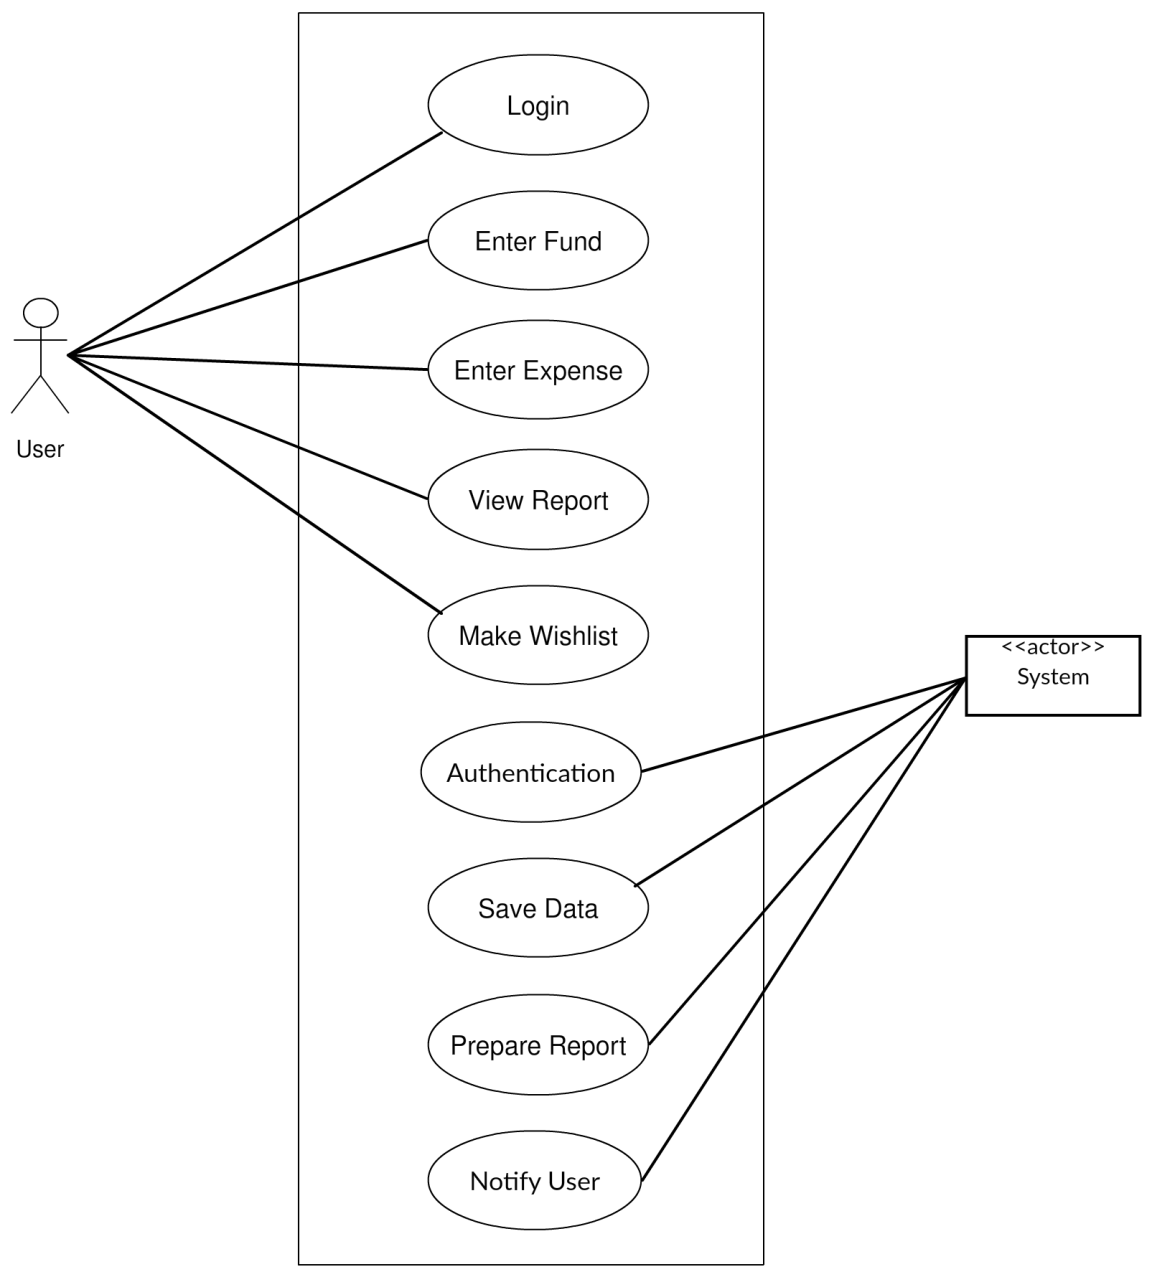 Login
Enter Fund
Enter Expense
User
View Report
Make Wishlist
<<actor>>
System
Authentication
Save Data
Prepare Report
Notify User